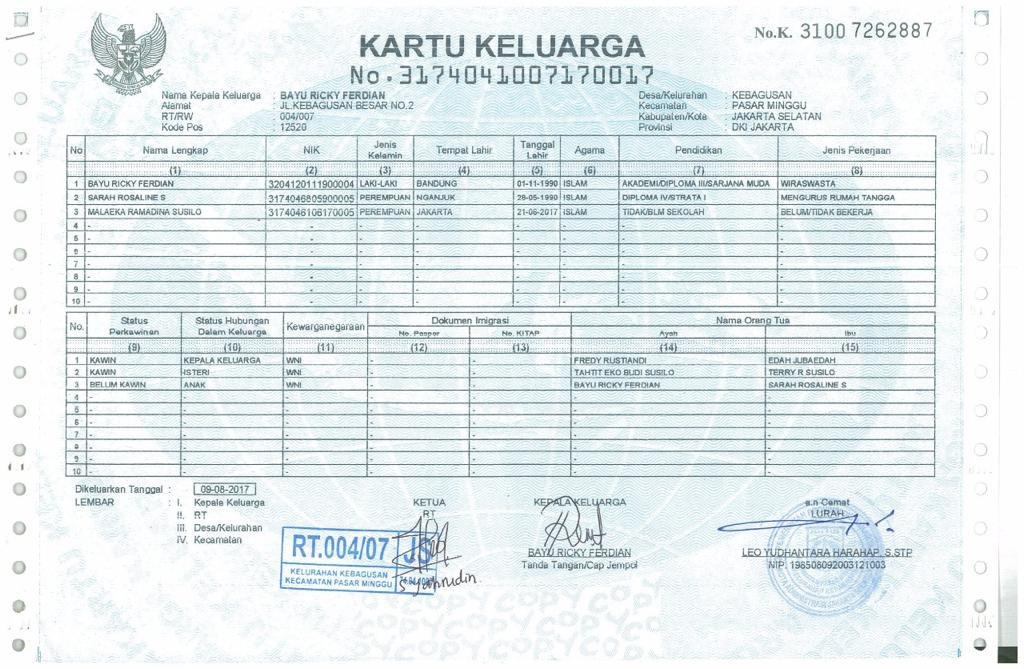 No.K. 3100 7262887
KARTU KELUARGA
No. 3174041007170017
Nama Kepala Keluarga : BAYU RICKY FERDIAN
Alamat : JL.KEBAGUSAN BESAR NO.2
RT/RW : 004/007
Kode Pos : 12520
Desa/Kelurahan : KEBAGUSAN
Kecamatan : PASAR MINGGU
Kabupaten/Kota : JAKARTA SELATAN
Provinsi : DKI JAKARTA
No Nama Lengkap NIK Jenis Kelamin Tempat Lahir Tanggal Lahir Agama Pendidikan Jenis Pekerjaan
(1) (2) (3) (4) (5) (6) (7) (8)
1 BAYU RICKY FERDIAN 3204120111900004 LAKI-LAKI BANDUNG 01-11-1990 ISLAM AKADEMI/DIPLOMA III/SARJANA MUDA WIRASWASTA
2 SARAH ROSALINE S 3174046805900005 PEREMPUAN NGANJUK 28-05-1990 ISLAM DIPLOMA IV/STRATA I MENGURUS RUMAH TANGGA
3 MALAEKA RAMADINA SUSILO 3174046106170005 PEREMPUAN JAKARTA 21-06-2017 ISLAM TIDAK/BLM SEKOLAH BELUM/TIDAK BEKERJA
4 - - - - - - - -
5 - - - - - - - -
6 - - - - - - - -
7 - - - - - - - -
8 - - - - - - - -
9 - - - - - - - -
10 - - - - - - - -
No. Status Perkawinan Status Hubungan Dalam Keluarga Kewarganegaraan Dokumen Imigrasi Nama Orang Tua
No. Paspor No. KITAP Ayah Ibu
(9) (10) (11) (12) (13) (14) (15)
1 KAWIN KEPALA KELUARGA WNI - - FREDY RUSTIANDI EDAH JUBAEDAH
2 KAWIN ISTERI WNI - - TAHTIT EKO BUDI SUSILO TERRY R SUSILO
3 BELUM KAWIN ANAK WNI - - BAYU RICKY FERDIAN SARAH ROSALINE S
4 - - - - - - -
5 - - - - - - -
6 - - - - - - -
7 - - - - - - -
8 - - - - - - -
9 - - - - - - -
10 - - - - - - -
Dikeluarkan Tanggal : 09-08-2017
LEMBAR : I. Kepala Keluarga
II. RT
III. Desa/Kelurahan
IV. Kecamatan
KETUA
RT
RT.004/07 JS
KELURAHAN KEBAGUSAN
KECAMATAN PASAR MINGGU
KEPALA KELUARGA
BAYU RICKY FERDIAN
Tanda Tangan/Cap Jempol
a.n Camat
LURAH
LEO YUDHANTARA HARAHAP, S.STP
NIP. 198508092003121003
COPY COPY COPY COP
COPY COPY COPY